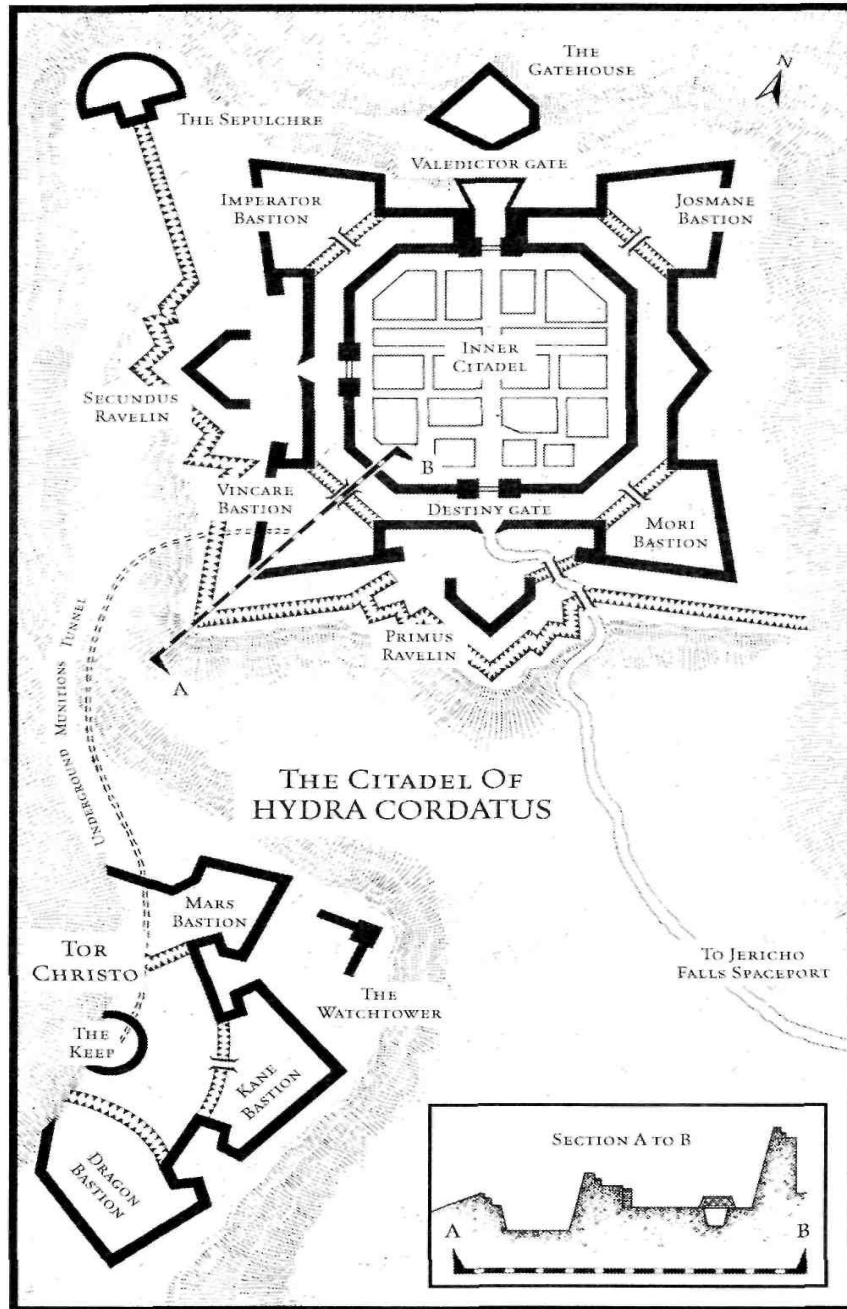 THE
GATEHOUSE
N
THE SEPULCHRE
VALEDICTOR GATE
IMPERATOR
BASTION
JOSMANE
BASTION
INNER
CITADEL
SECUNDUS
RAVELIN
B
VINCARE
BASTION
DESTINY GATE
MORI
BASTION
PRIMUS
RAVELIN
A
UNDERGROUND MUNITIONS TUNNEL
THE CITADEL OF
HYDRA CORDATUS
MARS
BASTION
TOR
CHRISTO
TO JERICHO
FALLS SPACEPORT
THE
WATCHTOWER
THE
KEEP
KANE
BASTION
DRAGON
BASTION
SECTION A TO B
A
B